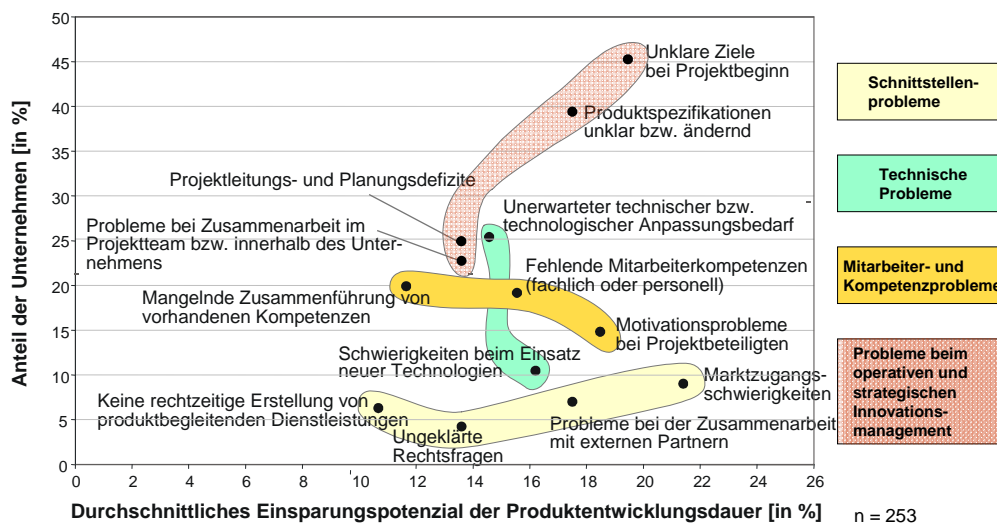 50
45
40
35
30
25
20
15
10
5
0
Anteil der Unternehmen [in %]
Unklare Ziele
bei Projektbeginn
Produktspezifikationen
unklar bzw. ändernd
Projektleitungs- und Planungsdefizite
Probleme bei Zusammenarbeit im
Projektteam bzw. innerhalb des Unter-
nehmens
Unerwarteter technischer bzw.
technologischer Anpassungsbedarf
Fehlende Mitarbeiterkompetenzen
(fachlich oder personell)
Mangelnde Zusammenführung von
vorhandenen Kompetenzen
Motivationsprobleme
bei Projektbeteiligten
Schwierigkeiten beim Einsatz
neuer Technologien
Marktzugangs-
schwierigkeiten
Keine rechtzeitige Erstellung von
produktbegleitenden Dienstleistungen
Ungeklärte
Rechtsfragen
Probleme bei der Zusammenarbeit
mit externen Partnern
0 2 4 6 8 10 12 14 16 18 20 22 24 26
Durchschnittliches Einsparungspotenzial der Produktentwicklungsdauer [in %]
Schnittstellen-
probleme
Technische
Probleme
Mitarbeiter- und
Kompetenzprobleme
Probleme beim
operativen und
strategischen
Innovations-
management
n = 253